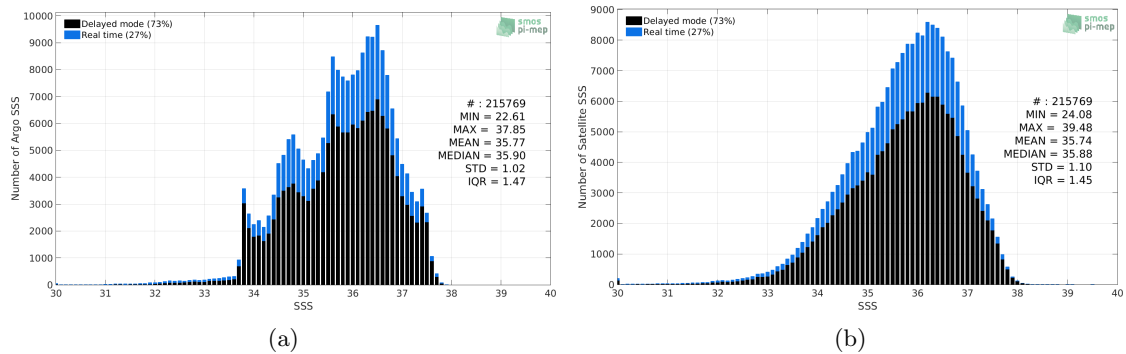 Delayed mode (73%)
Real time (27%)
smos
pi-mep
# : 215769
MIN = 22.61
MAX = 37.85
MEAN = 35.77
MEDIAN = 35.90
STD = 1.02
IQR = 1.47
Number of Argo SSS
10000
9000
8000
7000
6000
5000
4000
3000
2000
1000
0
30 31 32 33 34 35 36 37 38 39 40
SSS
(a)
Delayed mode (73%)
Real time (27%)
smos
pi-mep
# : 215769
MIN = 24.08
MAX = 39.48
MEAN = 35.74
MEDIAN = 35.88
STD = 1.10
IQR = 1.45
Number of Satellite SSS
9000
8000
7000
6000
5000
4000
3000
2000
1000
0
30 31 32 33 34 35 36 37 38 39 40
SSS
(b)